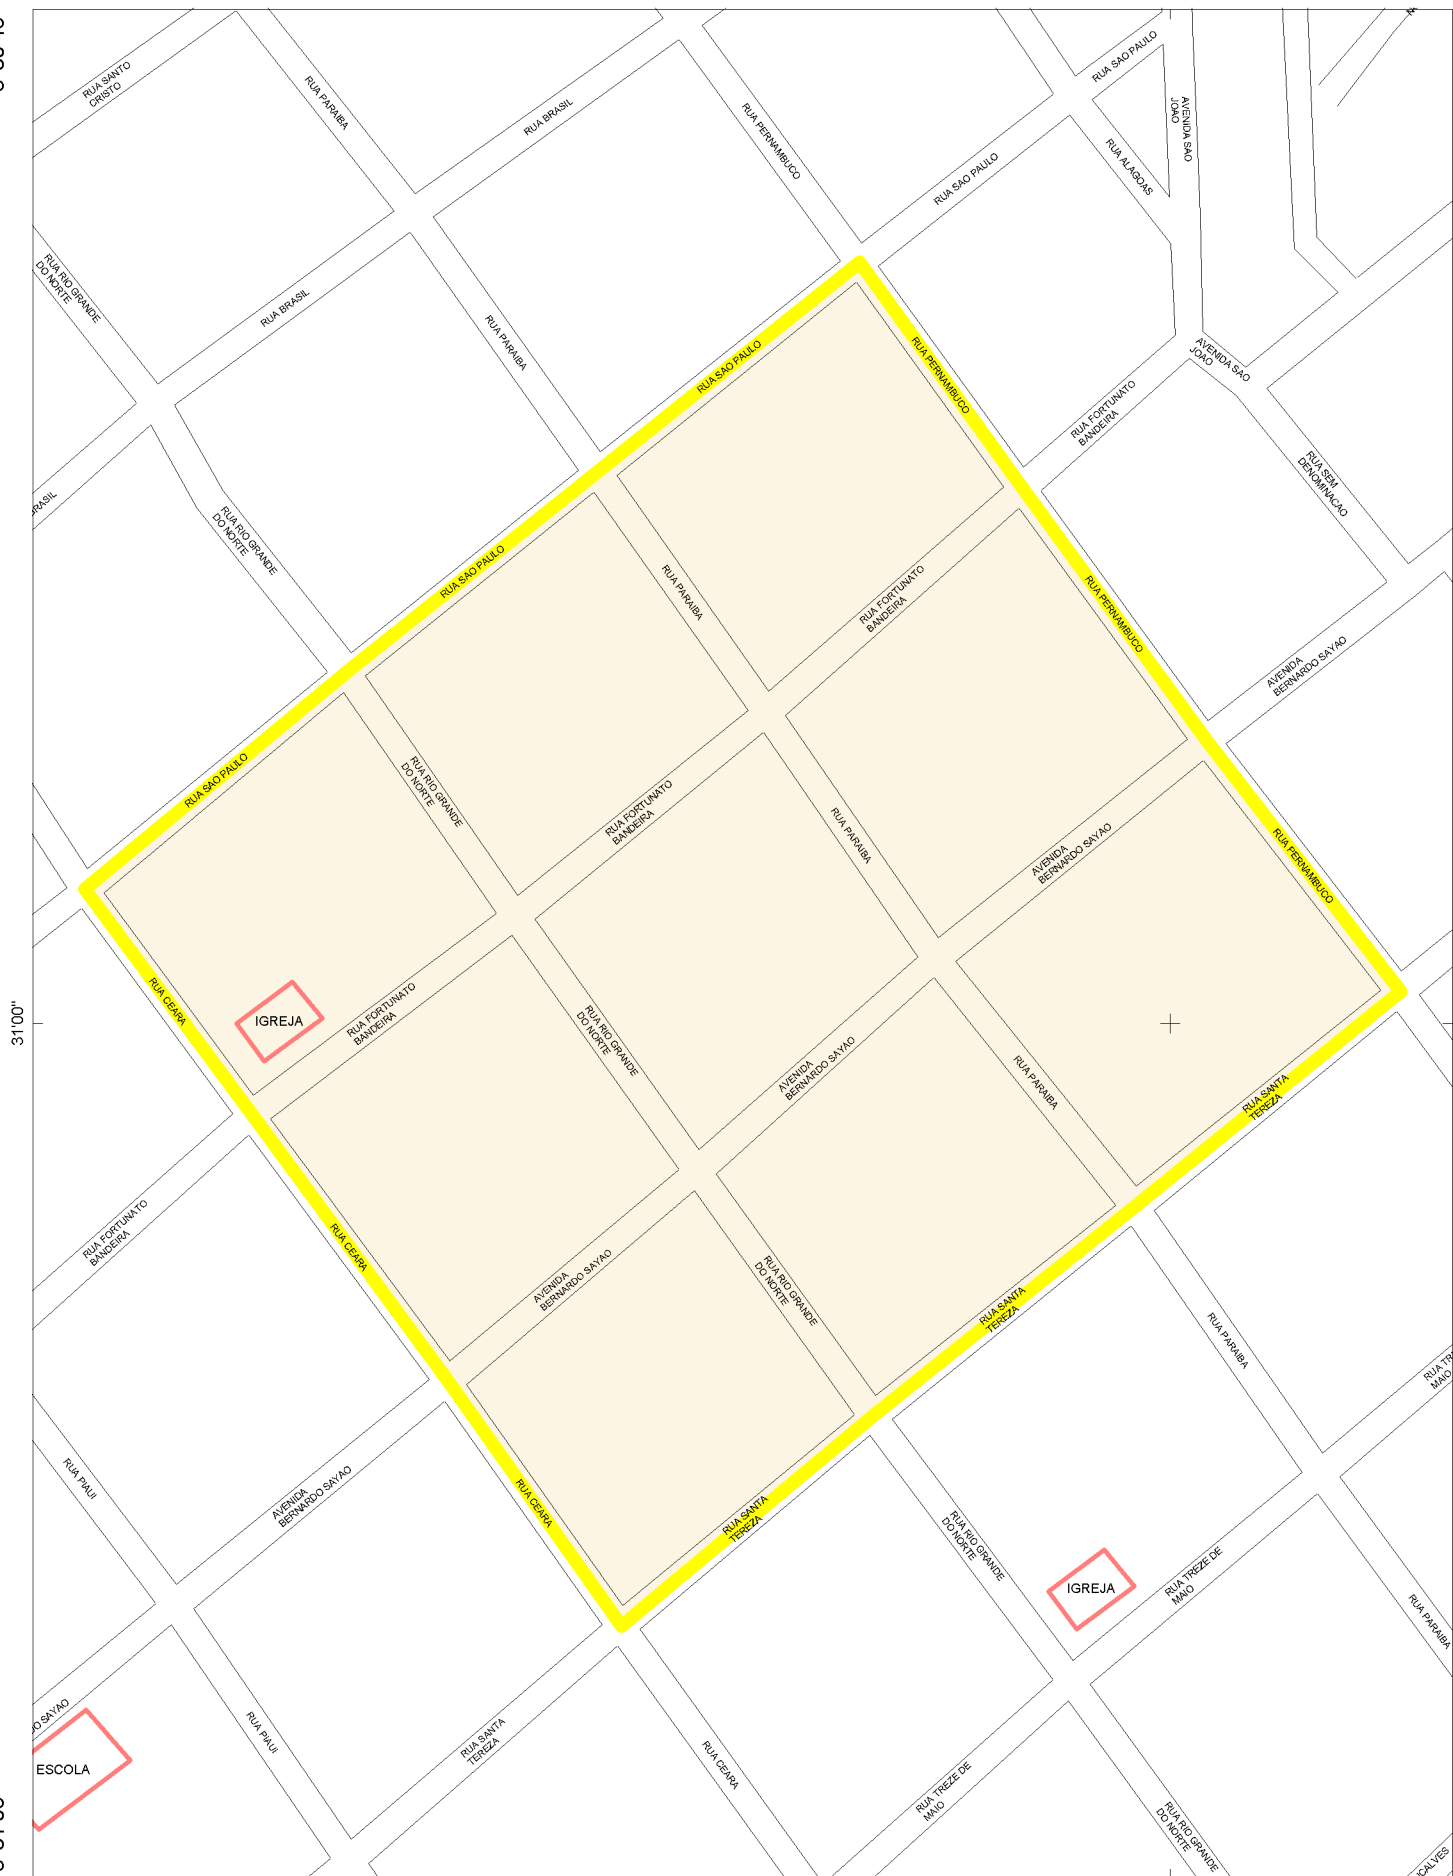 RUA SANTO
CRISTO
RUA PARAIBA
RUA BRASIL
RUA PERNAMBUCO
RUA SAO PAULO
AVENIDA SAO
JOAO
RUA ALAGOAS
RUA SAO PAULO
RUA RIO GRANDE
DO NORTE
RUA BRASIL
RUA PARAIBA
RUA SAO PAULO
RUA PERNAMBUCO
AVENIDA SAO
JOAO
RUA FORTUNATO
BANDEIRA
RUA SEM
DENOMINACAO
RUA RIO GRANDE
DO NORTE
RUA SAO PAULO
RUA PARAIBA
RUA FORTUNATO
BANDEIRA
RUA PERNAMBUCO
AVENIDA
BERNARDO SAYAO
RUA SAO PAULO
RUA RIO GRANDE
DO NORTE
RUA FORTUNATO
BANDEIRA
RUA PARAIBA
AVENIDA
BERNARDO SAYAO
RUA PERNAMBUCO
RUA CEARA
IGREJA
RUA FORTUNATO
BANDEIRA
31'00"
RUA RIO GRANDE
DO NORTE
AVENIDA
BERNARDO SAYAO
RUA PARAIBA
RUA SANTA
TEREZA
RUA FORTUNATO
BANDEIRA
RUA CEARA
AVENIDA
BERNARDO SAYAO
RUA RIO GRANDE
DO NORTE
RUA SANTA
TEREZA
RUA PARAIBA
RUA TR
MAIO
RUA PIAUI
AVENIDA
BERNARDO SAYAO
RUA CEARA
RUA SANTA
TEREZA
RUA RIO GRANDE
DO NORTE
IGREJA
RUA TREZE DE
MAIO
RUA PARAIBA
SAYAO
ESCOLA
RUA PIAUI
RUA SANTA
TEREZA
RUA CEARA
RUA TREZE DE
MAIO
RUA RIO GRANDE
DO NORTE